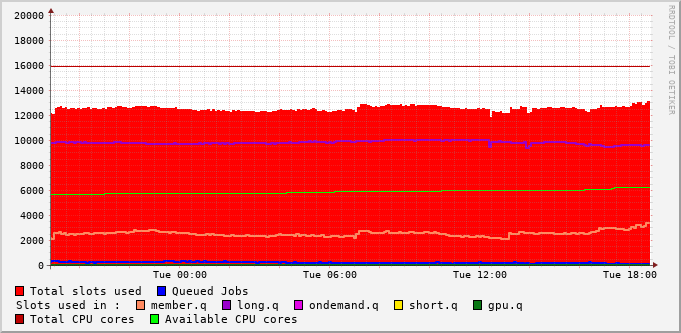 20000
18000
16000
14000
12000
10000
8000
6000
4000
2000
0
Tue 00:00 Tue 06:00 Tue 12:00 Tue 18:00
RRDTOOL / TOBI OETIKER
Total slots used Queued Jobs
Slots used in : member.q long.q ondemand.q short.q gpu.q
Total CPU cores Available CPU cores